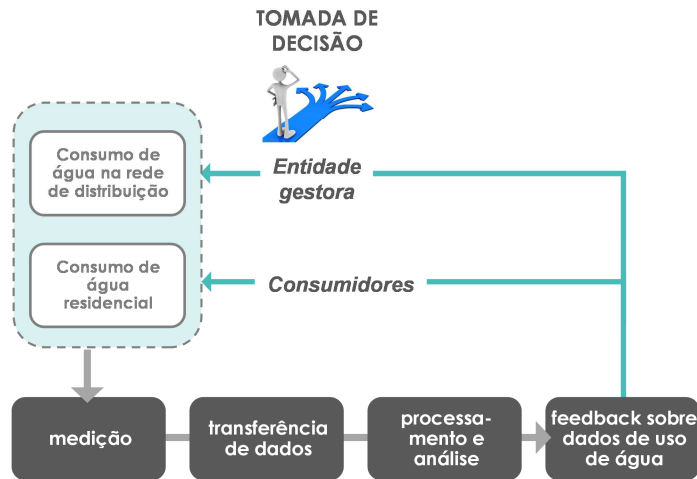 TOMADA DE
DECISÃO
Consumo de
água na rede
de distribuição
Entidade
gestora
Consumo de
água
residencial
Consumidores
medição
transferência
de dados
processa-
mento e
análise
feedback sobre
dados de uso
de água